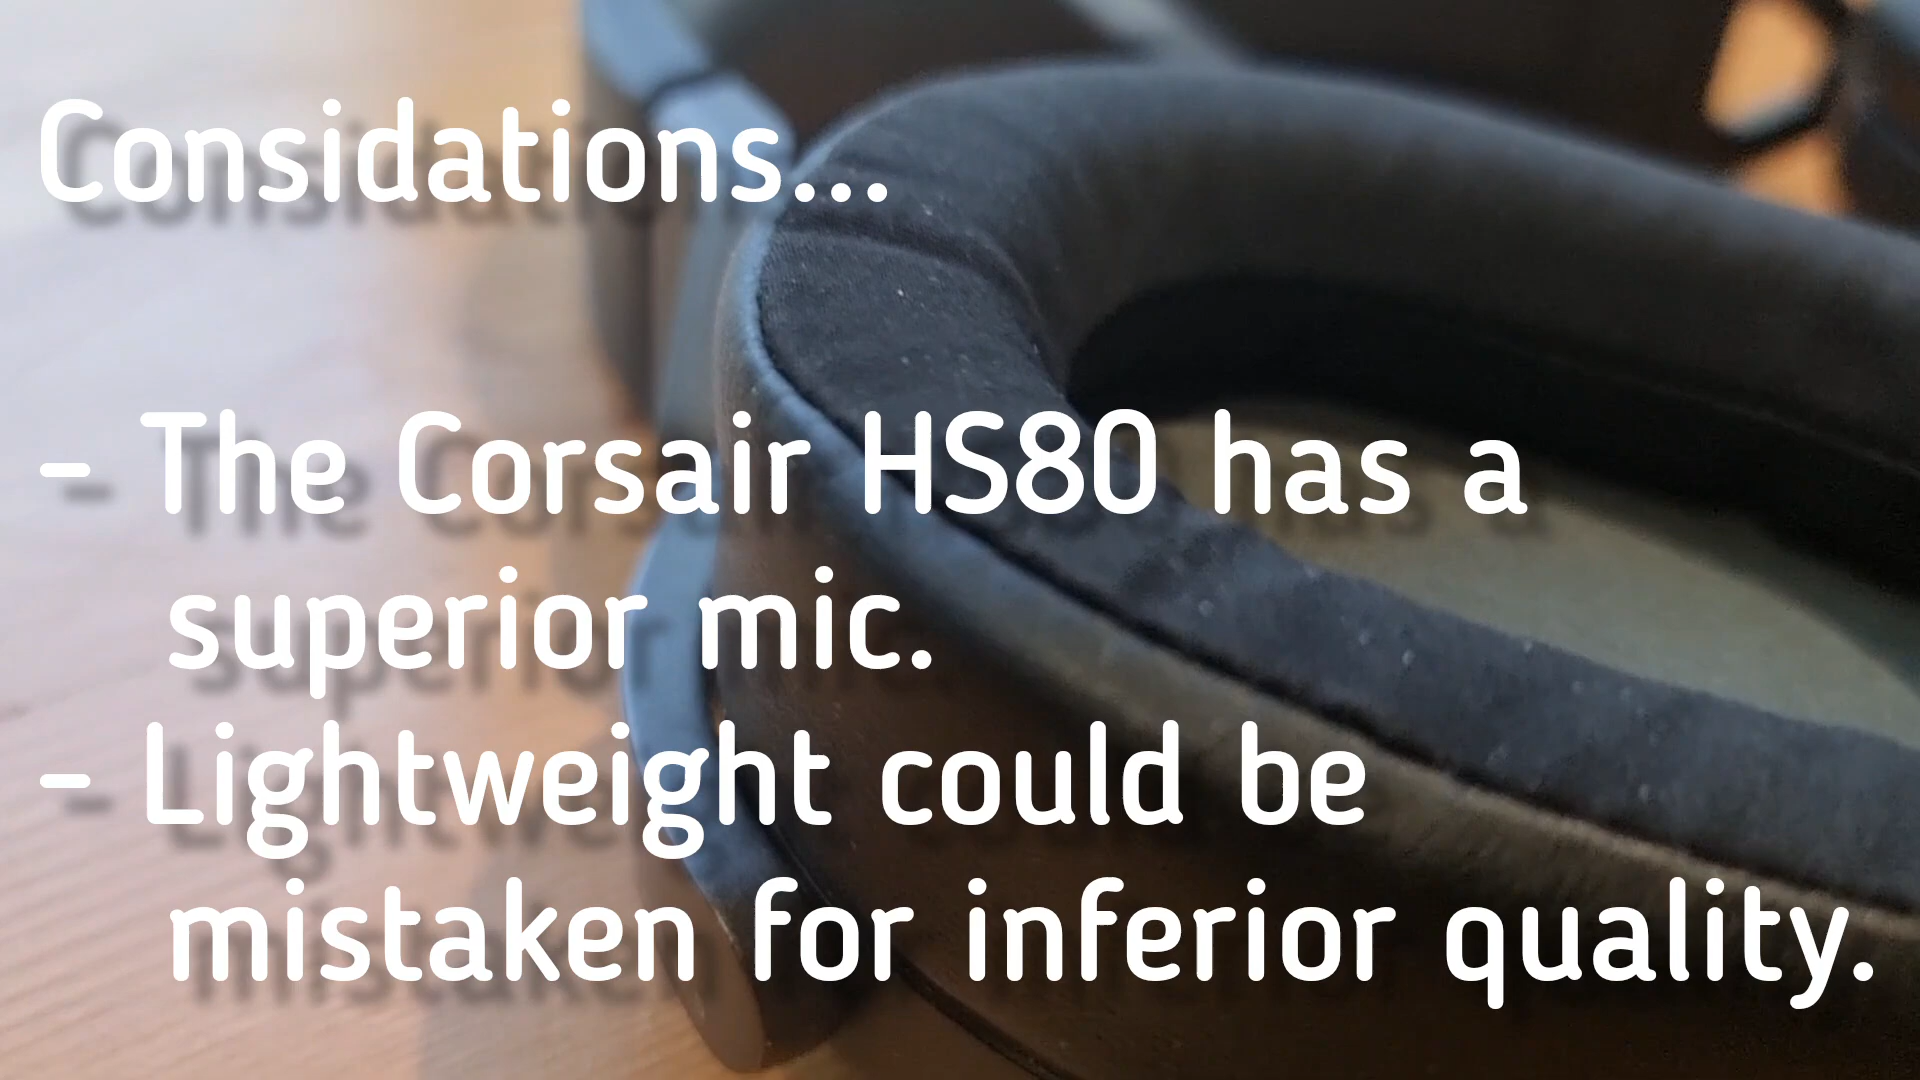 Considations...
- The Corsair HS80 has a
superior mic.
- Lightweight could be
mistaken for inferior quality.